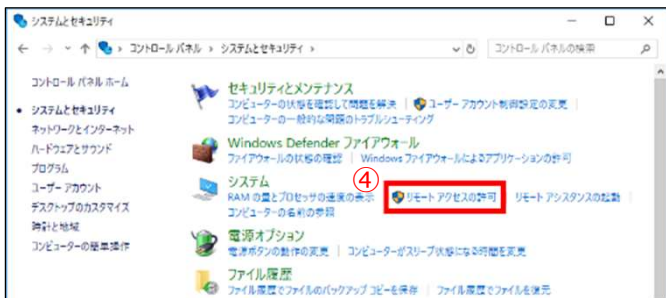 システムとセキュリティ
コントロール パネル › システムとセキュリティ ›
コントロール パネルの検索
コントロール パネル ホーム
システムとセキュリティ
ネットワークとインターネット
ハードウェアとサウンド
プログラム
ユーザー アカウント
デスクトップのカスタマイズ
時計と地域
コンピューターの簡単操作
セキュリティとメンテナンス
コンピューターの状態を確認して問題を解決 | ユーザー アカウント制御設定の変更 |
コンピューターの一般的な問題のトラブルシューティング
Windows Defender ファイアウォール
ファイアウォールの状態の確認 | Windows ファイアウォールによるアプリケーションの許可
システム
④
RAM の量とプロセッサの速度の表示 リモート アクセスの許可 リモート アシスタンスの起動 |
コンピューターの名前の参照
電源オプション
電源ボタンの動作の変更 | コンピューターがスリープ状態になる時間を変更
ファイル履歴
ファイル履歴でファイルのバックアップ コピーを保存 | ファイル履歴でファイルを復元